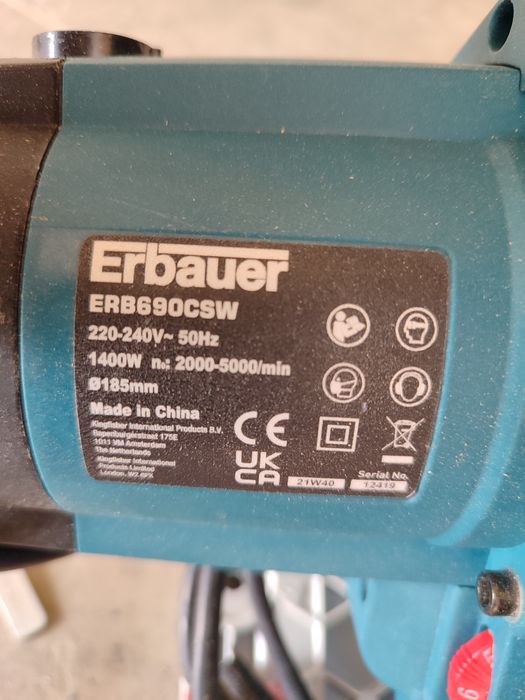 Erbauer
ERB690CSW
220-240V~ 50Hz
1400W n₀: 2000-5000/min
Ø185mm
Made in China
Kingfisher International Products B.V.
Rapenburgerstraat 175E
1011 VM Amsterdam
The Netherlands
Kingfisher International
Products Limited
London, W2 6PX
CE
UK
CA
21W40
Serial No.
12419